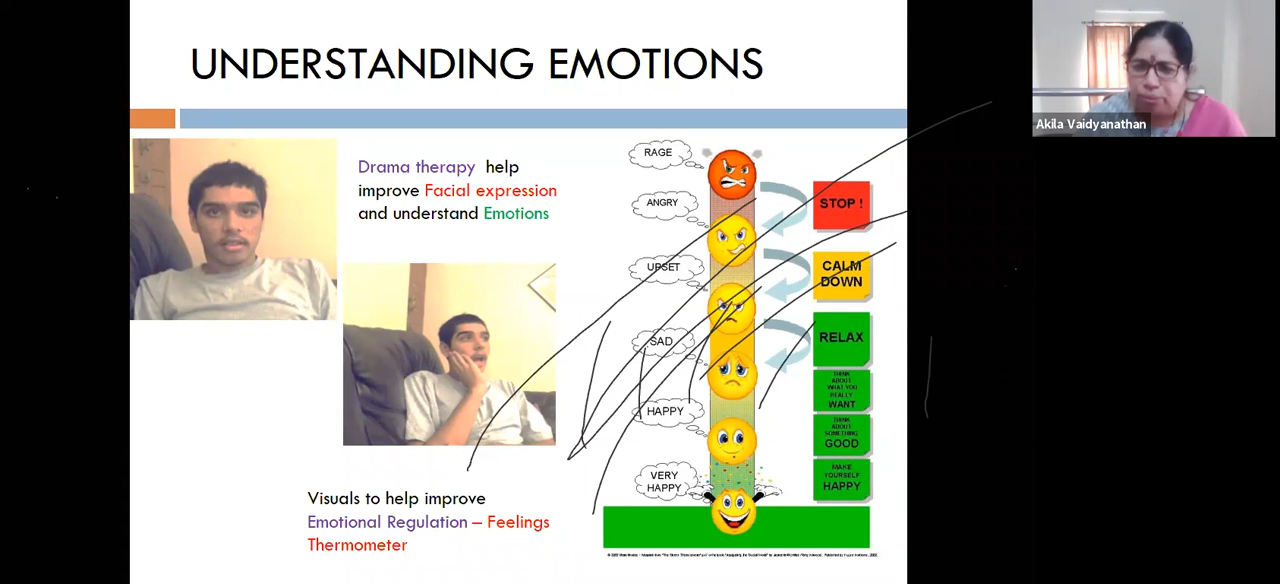 UNDERSTANDING EMOTIONS
Akila Vaidyanathan
Drama therapy help
improve Facial expression
and understand Emotions
RAGE
ANGRY
UPSET
SAD
HAPPY
VERY
HAPPY
STOP !
CALM
DOWN
RELAX
THINK
ABOUT
WHAT YOU
REALLY
WANT
THINK
ABOUT
SOMETHING
GOOD
MAKE
YOURSELF
HAPPY
Visuals to help improve
Emotional Regulation – Feelings
Thermometer